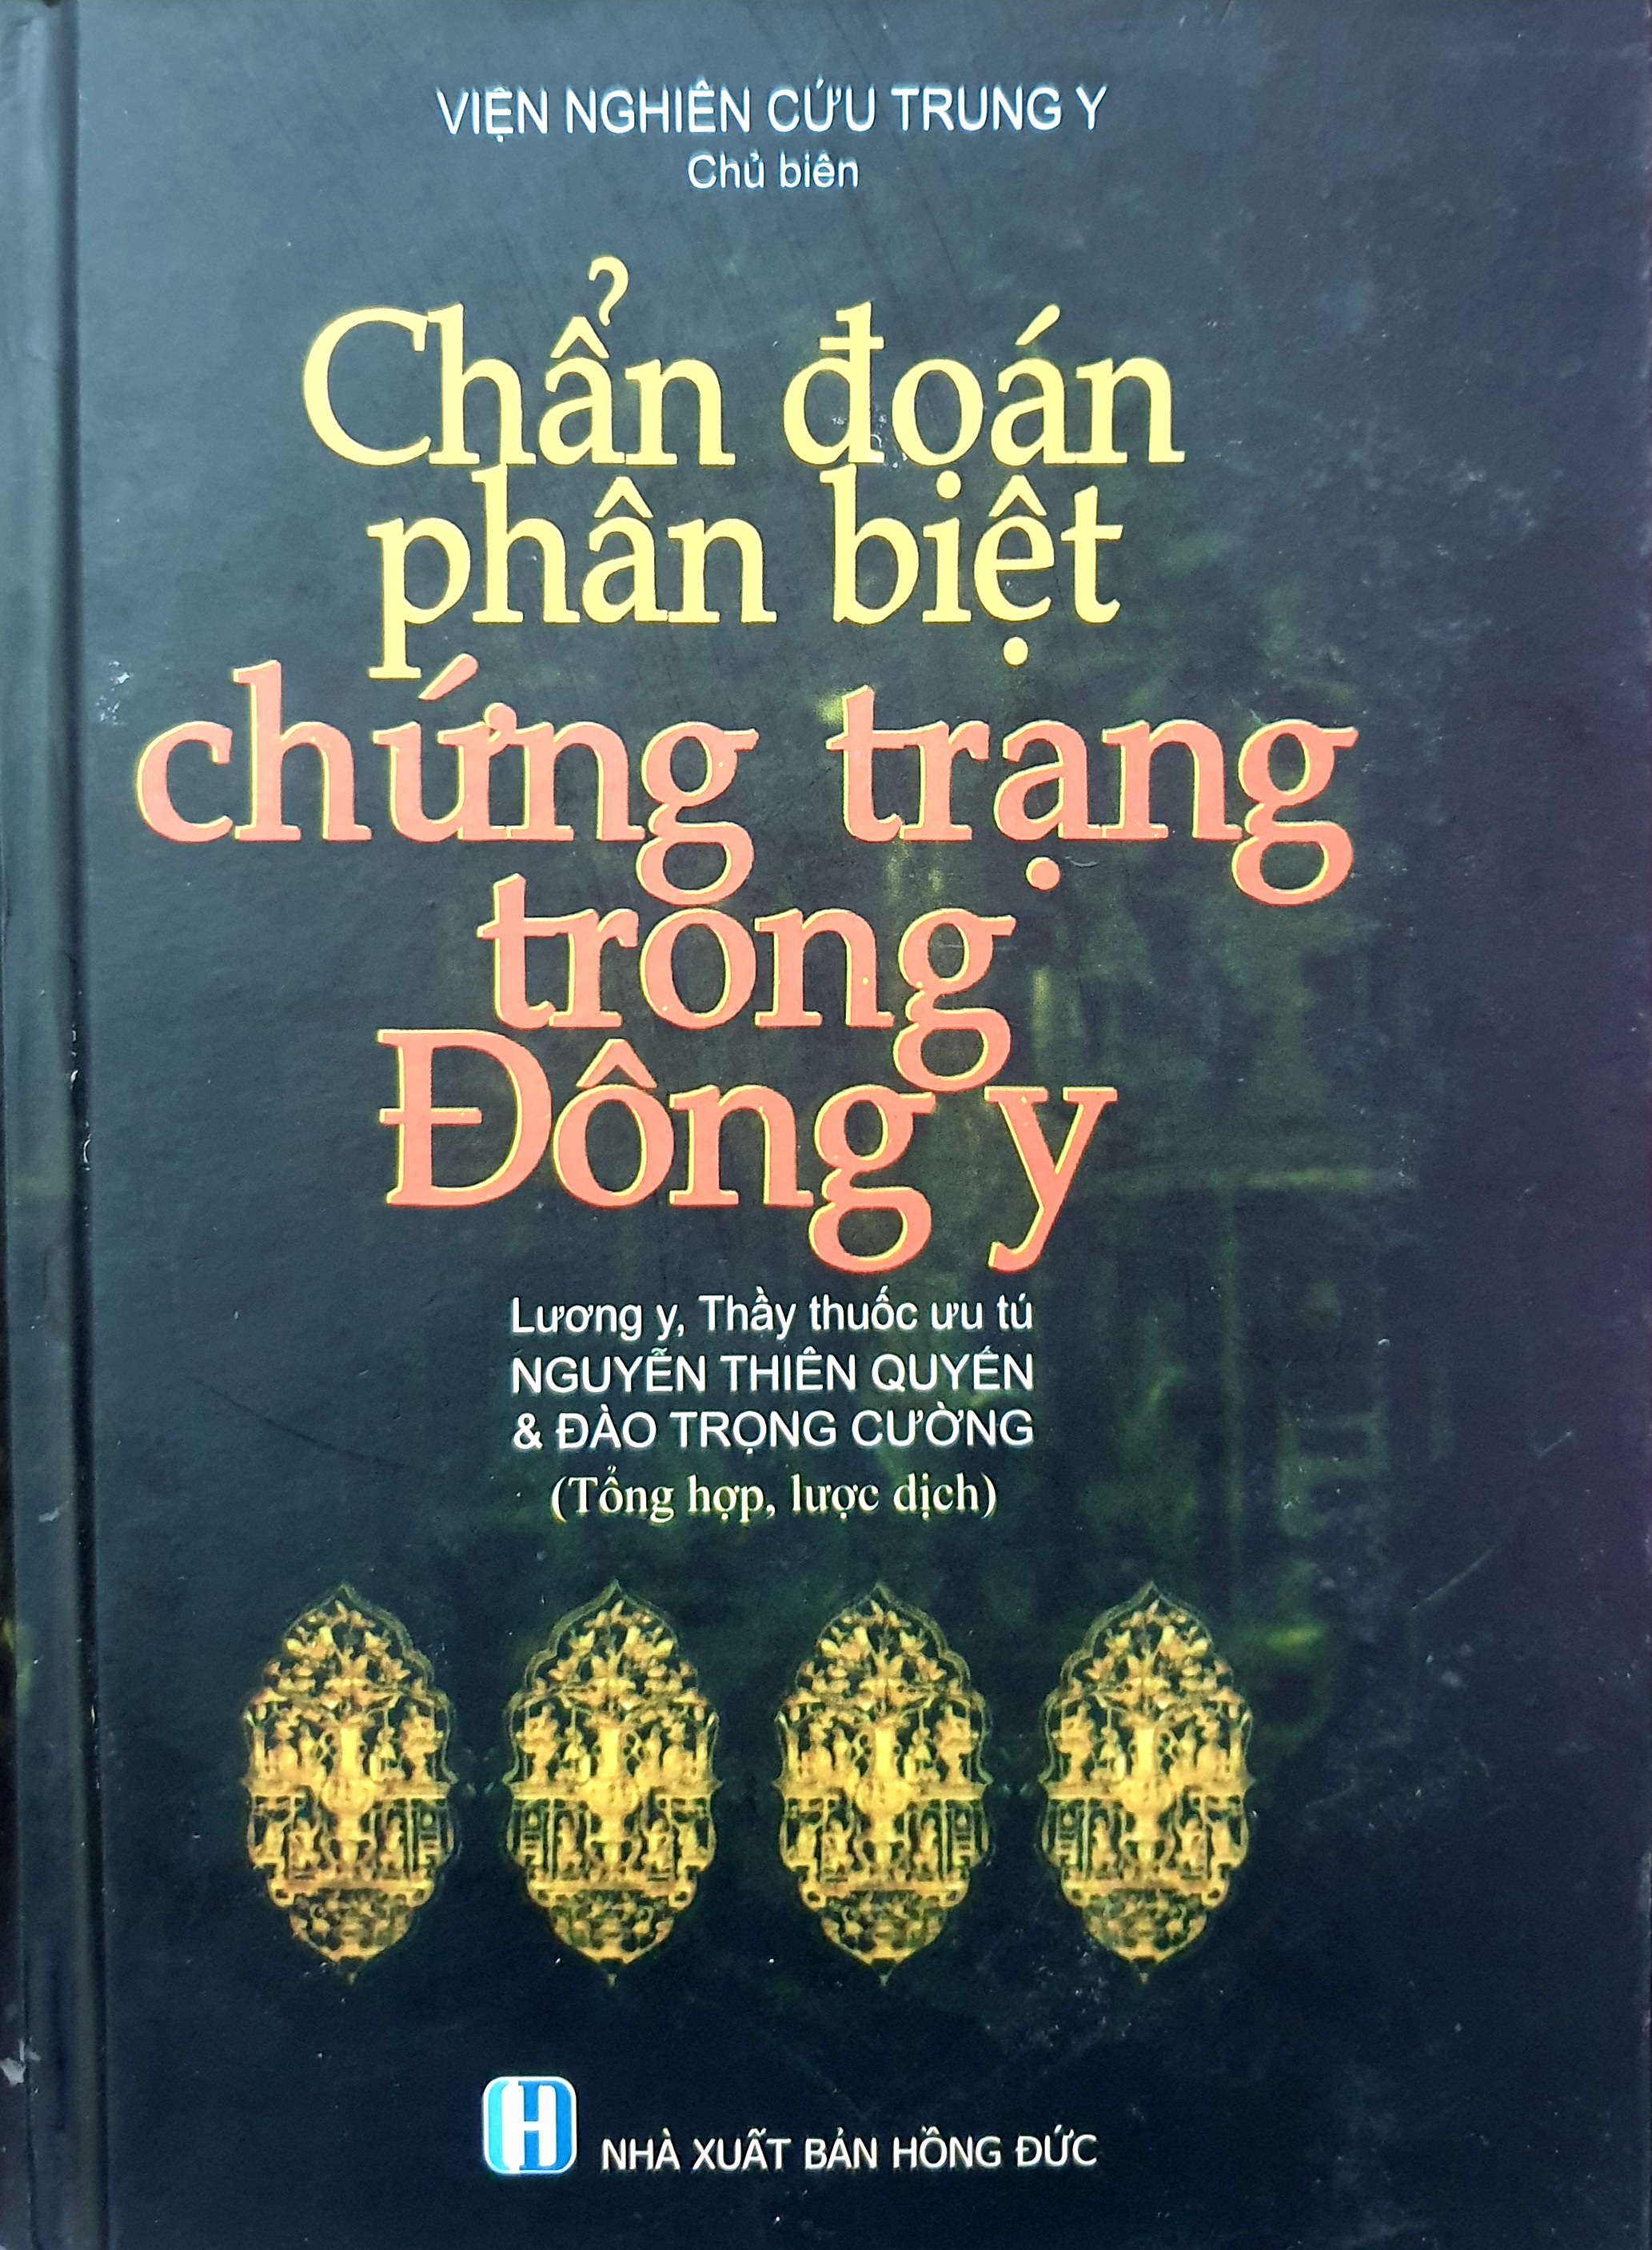 VIỆN NGHIÊN CỨU TRUNG Y
Chủ biên
Chẩn đoán
phân biệt
chứng trạng
trong
Đông y
Lương y, Thầy thuốc ưu tú
NGUYỄN THIÊN QUYẾN
& ĐÀO TRỌNG CƯỜNG
(Tổng hợp, lược dịch)
NHÀ XUẤT BẢN HỒNG ĐỨC